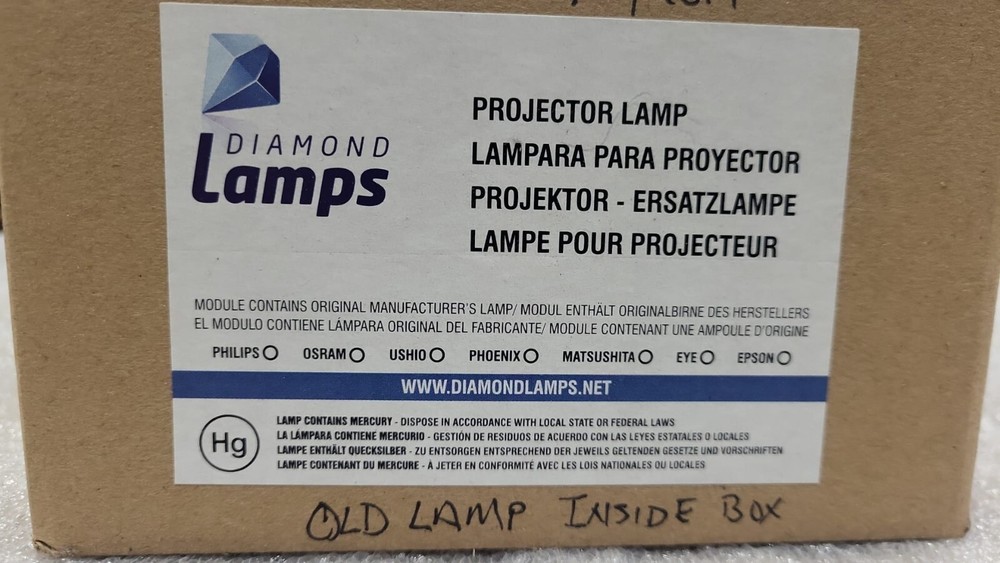 DIAMOND
Lamps
PROJECTOR LAMP
LAMPARA PARA PROYECTOR
PROJEKTOR - ERSATZLAMPE
LAMPE POUR PROJECTEUR
MODULE CONTAINS ORIGINAL MANUFACTURER'S LAMP/ MODUL ENTHÄLT ORIGINALBIRNE DES HERSTELLERS
EL MODULO CONTIENE LÁMPARA ORIGINAL DEL FABRICANTE/ MODULE CONTENANT UNE AMPOULE D'ORIGINE
PHILIPS OSRAM USHIO PHOENIX MATSUSHITA EYE EPSON
WWW.DIAMONDLAMPS.NET
Hg
LAMP CONTAINS MERCURY - DISPOSE IN ACCORDANCE WITH LOCAL STATE OR FEDERAL LAWS
LA LÁMPARA CONTIENE MERCURIO - GESTIÓN DE RESIDUOS DE ACUERDO CON LAS LEYES ESTATALES O LOCALES
LAMPE ENTHÄLT QUECKSILBER - ZU ENTSORGEN ENTSPRECHEND DER JEWEILS GELTENDEN GESETZE UND VORSCHRIFTEN
LAMPE CONTENANT DU MERCURE - À JETER EN CONFORMITÉ AVEC LES LOIS NATIONALES OU LOCALES
OLD LAMP INSIDE BOX